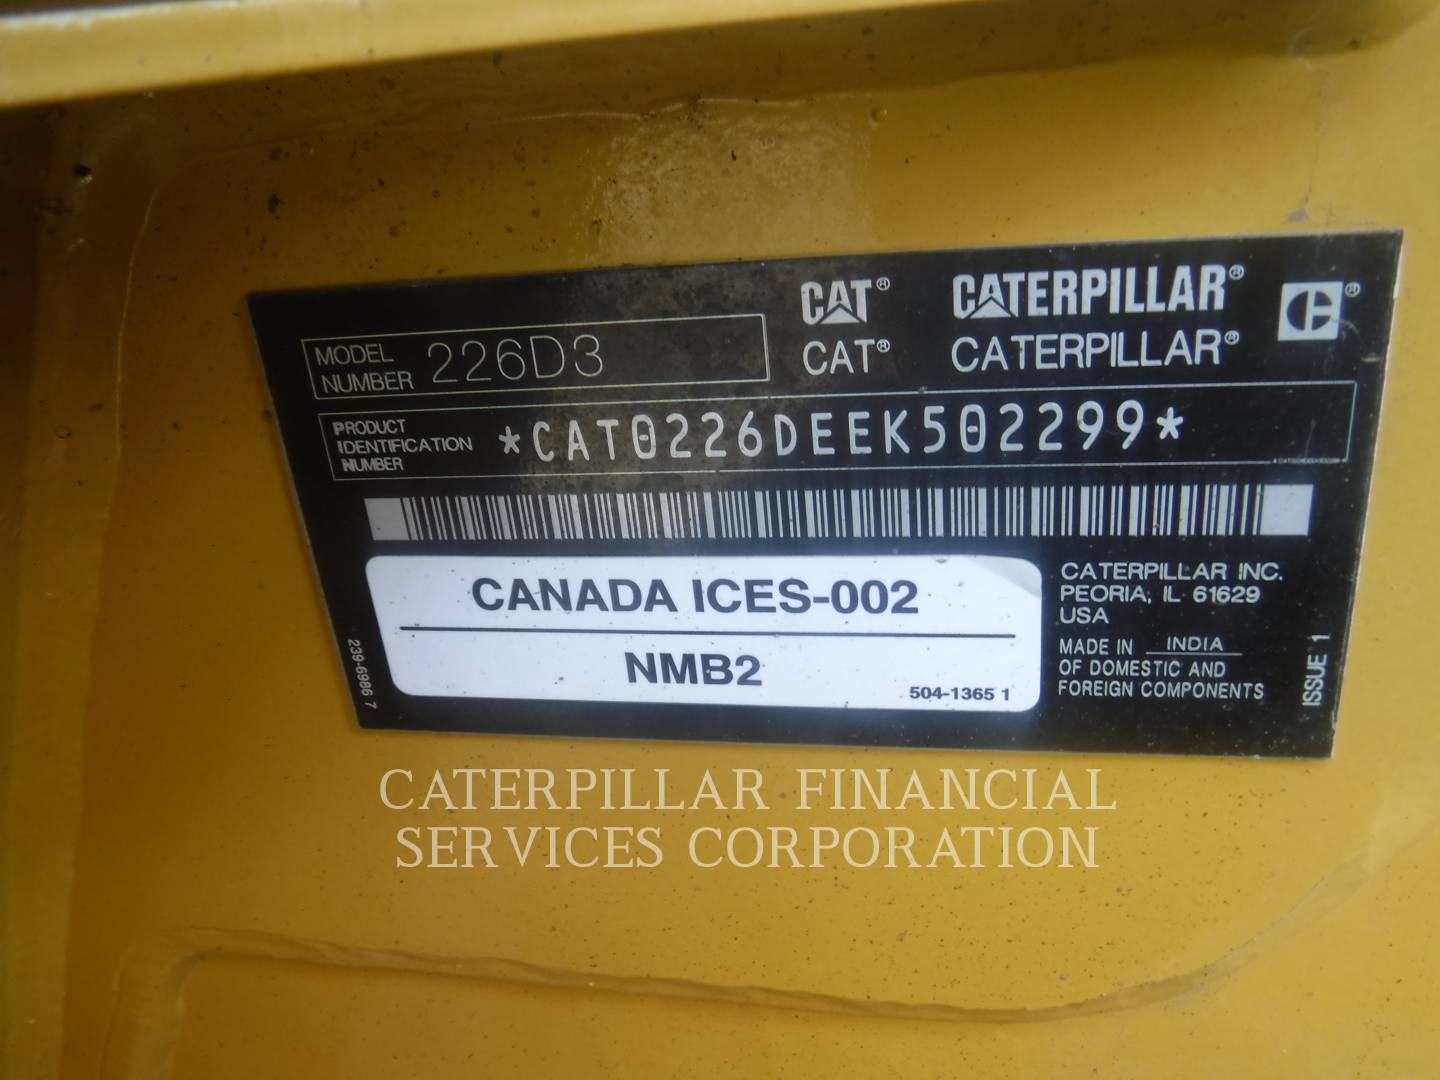 CAT® CATERPILLAR® C®
CAT® CATERPILLAR®
MODEL
NUMBER 226D3
PRODUCT
IDENTIFICATION
NUMBER
*CAT0226DEEK502299*
CANADA ICES-002
NMB2
504-1365 1
239-6986 7
CATERPILLAR INC.
PEORIA, IL 61629
USA
MADE IN INDIA
OF DOMESTIC AND
FOREIGN COMPONENTS
ISSUE 1
CATERPILLAR FINANCIAL
SERVICES CORPORATION